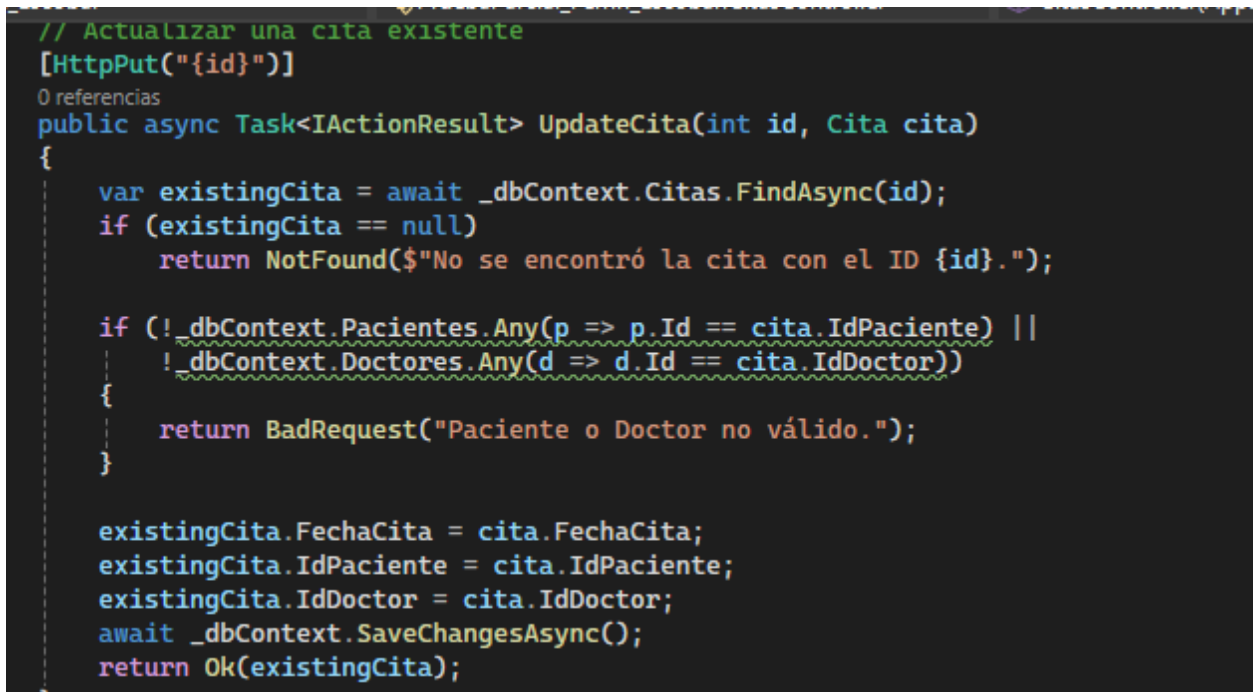 // Actualizar una cita existente
[HttpPut("{id}")]
0 referencias
public async Task<IActionResult> UpdateCita(int id, Cita cita)
{
var existingCita = await _dbContext.Citas.FindAsync(id);
if (existingCita == null)
return NotFound($"No se encontró la cita con el ID {id}.");
if (!_dbContext.Pacientes.Any(p => p.Id == cita.IdPaciente) ||
!_dbContext.Doctores.Any(d => d.Id == cita.IdDoctor))
{
return BadRequest("Paciente o Doctor no válido.");
}
existingCita.FechaCita = cita.FechaCita;
existingCita.IdPaciente = cita.IdPaciente;
existingCita.IdDoctor = cita.IdDoctor;
await _dbContext.SaveChangesAsync();
return Ok(existingCita);